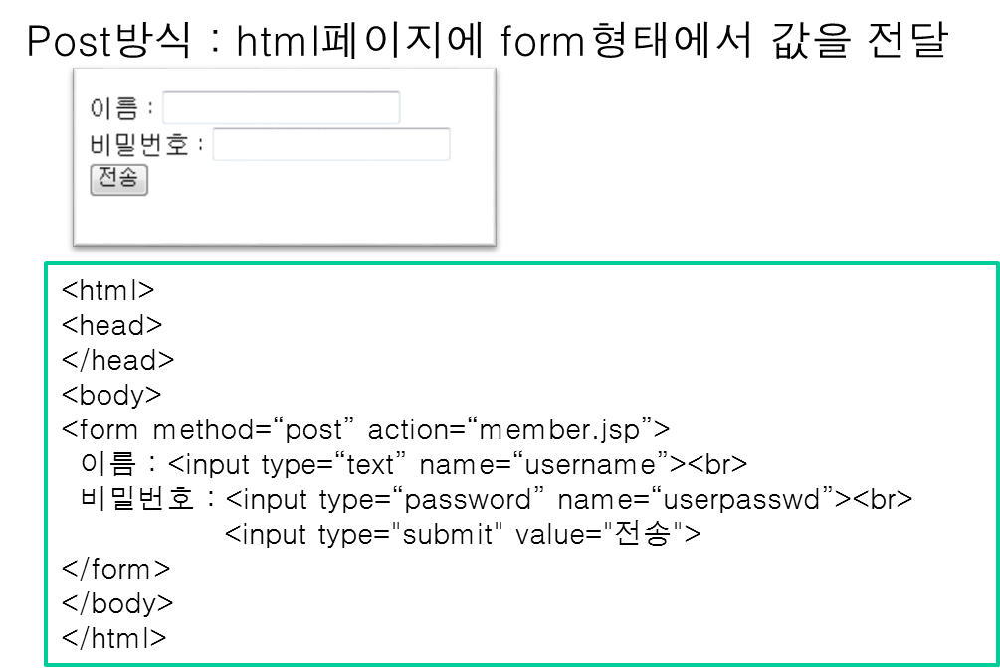 Post방식 : html페이지에 form형태에서 값을 전달
이름 :
비밀번호 :
전송
<html>
<head>
</head>
<body>
<form method=“post” action=“member.jsp”>
이름 : <input type=“text” name=“username”><br>
비밀번호 : <input type=“password” name=“userpasswd”><br>
<input type="submit" value="전송">
</form>
</body>
</html>